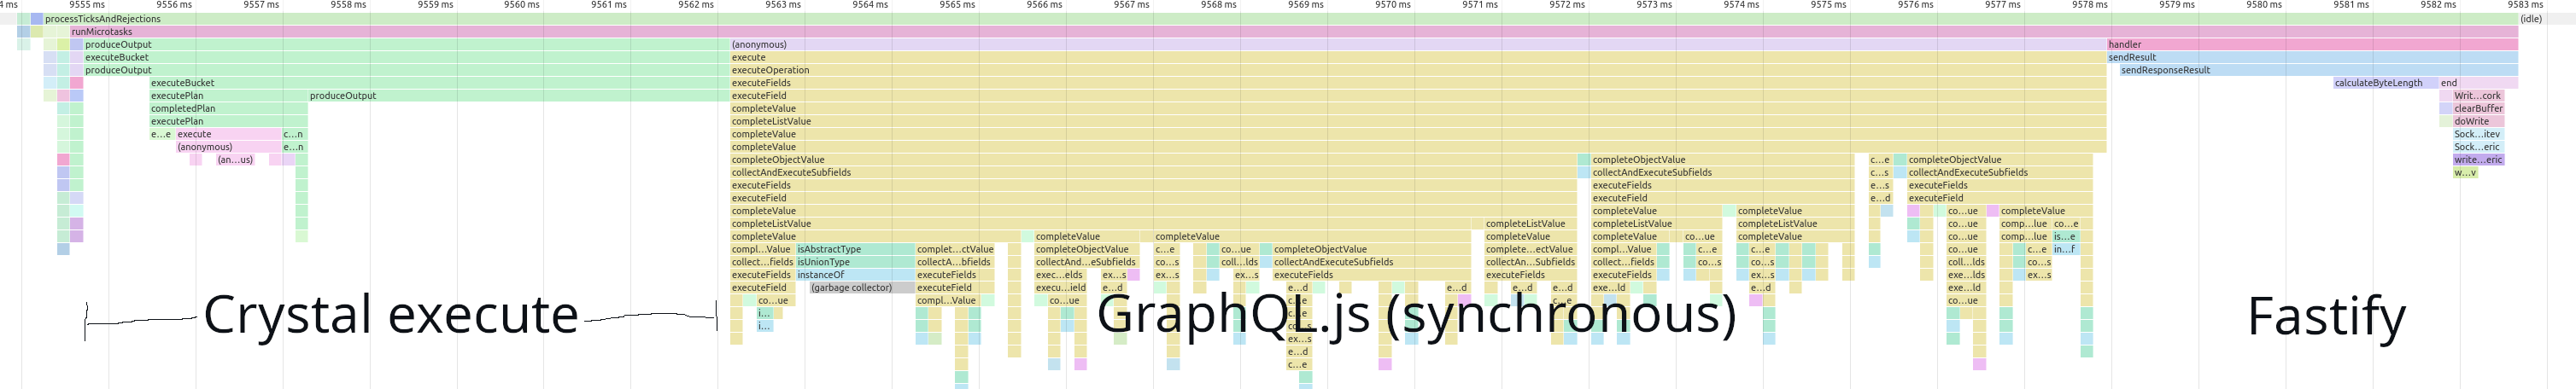 4 ms 9555 ms 9556 ms 9557 ms 9558 ms 9559 ms 9560 ms 9561 ms 9562 ms 9563 ms 9564 ms 9565 ms 9566 ms 9567 ms 9568 ms 9569 ms 9570 ms 9571 ms 9572 ms 9573 ms 9574 ms 9575 ms 9576 ms 9577 ms 9578 ms 9579 ms 9580 ms 9581 ms 9582 ms 9583 ms
processTicksAndRejections (idle)
runMicrotasks
produceOutput (anonymous) handler
executeBucket execute sendResult
produceOutput executeOperation sendResponseResult
executeBucket executeFields calculateByteLength end
executePlan produceOutput executeField Writ...cork
completedPlan completeValue clearBuffer
executePlan completeListValue doWrite
e...e execute c...n completeValue Sock...itev
(anonymous) e...n completeValue Sock...eric
(an...us) completeObjectValue completeObjectValue c...e completeObjectValue write...eric
collectAndExecuteSubfields collectAndExecuteSubfields c...s collectAndExecuteSubfields w...v
executeFields executeFields e...s executeFields
executeField executeField e...d executeField
completeValue completeValue completeValue co...ue completeValue
completeListValue completeListValue completeListValue completeListValue co...ue comp...lue co...e
completeValue completeValue completeValue completeValue completeValue co...ue completeValue co...ue comp...lue is...e
compl...Value isAbstractType complet...ctValue completeObjectValue c...e co...ue completeObjectValue comple...ectValue compl...Value c...e c...e co...ue c...e in...f
collect...fields isUnionType collectA...bfields collectAnd...eSubfields co...s coll...lds collectAndExecuteSubfields collectAn...Subfields collect...fields co...s co...s coll...lds co...s
executeFields instanceOf executeFields exec...elds ex...s ex...s ex...s executeFields executeFields executeFields ex...s exe...lds ex...s
executeField (garbage collector) executeField execu...ield e...d e...d e...d e...d e...d exe...ld e...d exe...ld
co...ue compl...Value co...ue c...e c...e co...ue
i...
i...
ex...s
e...d
c...e
Crystal execute GraphQL.js (synchronous) Fastify